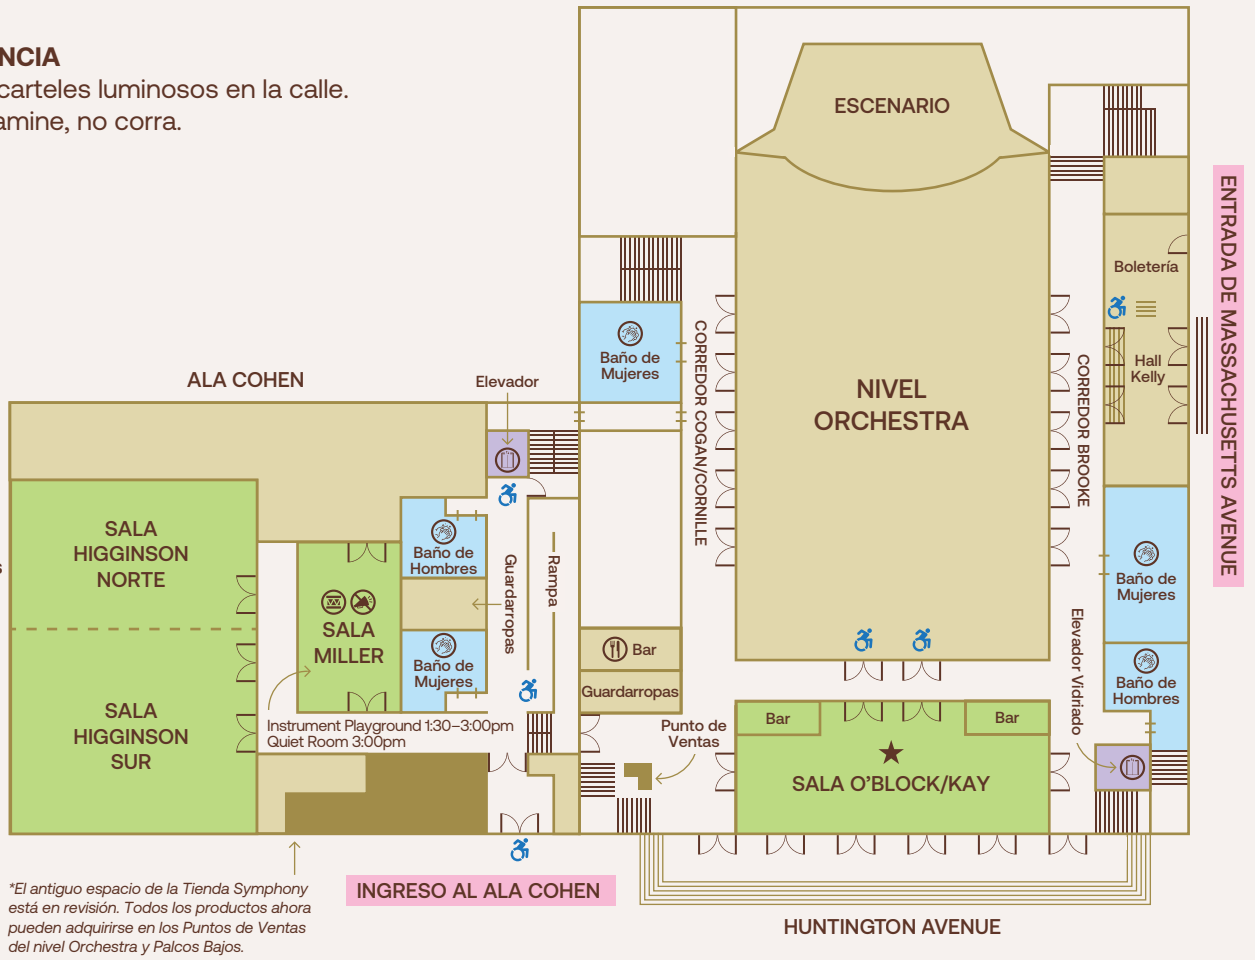 NCIA
carteles luminosos en la calle.
amine, no corra.
ESCENARIO
ENTRADA DE MASSACHUSETTS AVENUE
Boletería
Hall
Kelly
Baño de
Mujeres
CORREDOR COGAN/CORNILLE
NIVEL
ORCHESTRA
CORREDOR BROOKE
ALA COHEN
Elevador
SALA
HIGGINSON
NORTE
Baño de
Hombres
Guardarropas
Rampa
SALA
MILLER
Baño de
Mujeres
Bar
Guardarropas
Baño de
Mujeres
Elevador Vidriado
Baño de
Hombres
SALA
HIGGINSON
SUR
Instrument Playground 1:30–3:00pm
Quiet Room 3:00pm
Punto de
Ventas
Bar
Bar
SALA O’BLOCK/KAY
*El antiguo espacio de la Tienda Symphony
está en revisión. Todos los productos ahora
pueden adquirirse en los Puntos de Ventas
del nivel Orchestra y Palcos Bajos.
INGRESO AL ALA COHEN
HUNTINGTON AVENUE